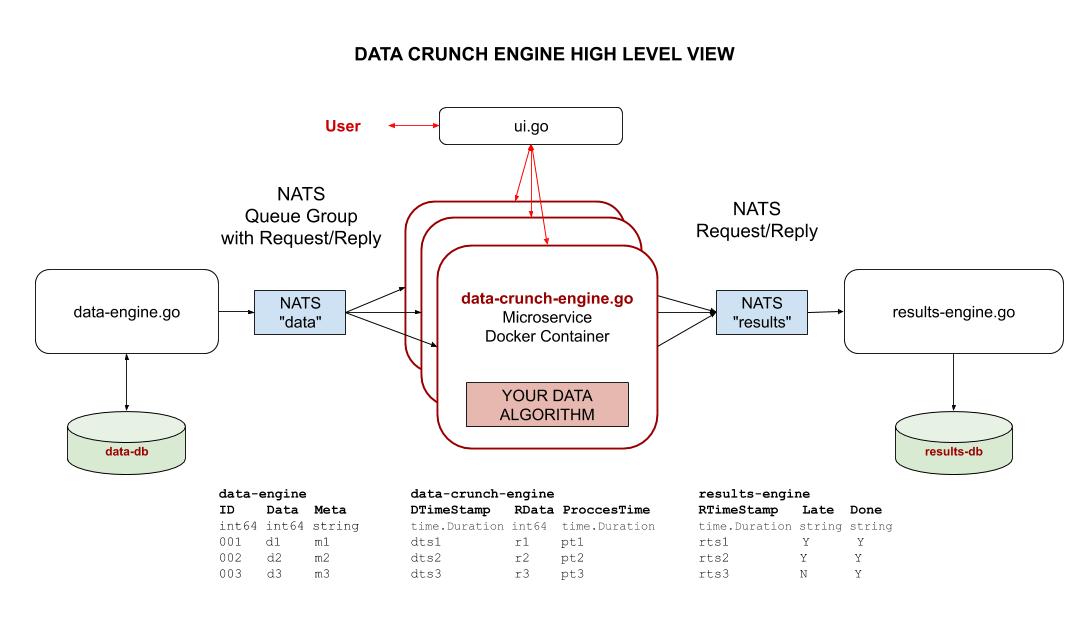 DATA CRUNCH ENGINE HIGH LEVEL VIEW
User
ui.go
NATS
Queue Group
with Request/Reply
NATS
Request/Reply
data-engine.go
NATS
"data"
data-crunch-engine.go
Microservice
Docker Container
YOUR DATA
ALGORITHM
NATS
"results"
results-engine.go
data-db
results-db
data-engine
ID Data Meta
int64 int64 string
001 d1 m1
002 d2 m2
003 d3 m3
data-crunch-engine
DTimeStamp RData ProccesTime
time.Duration int64 time.Duration
dts1 r1 pt1
dts2 r2 pt2
dts3 r3 pt3
results-engine
RTimeStamp Late Done
time.Duration string string
rts1 Y Y
rts2 Y Y
rts3 N Y